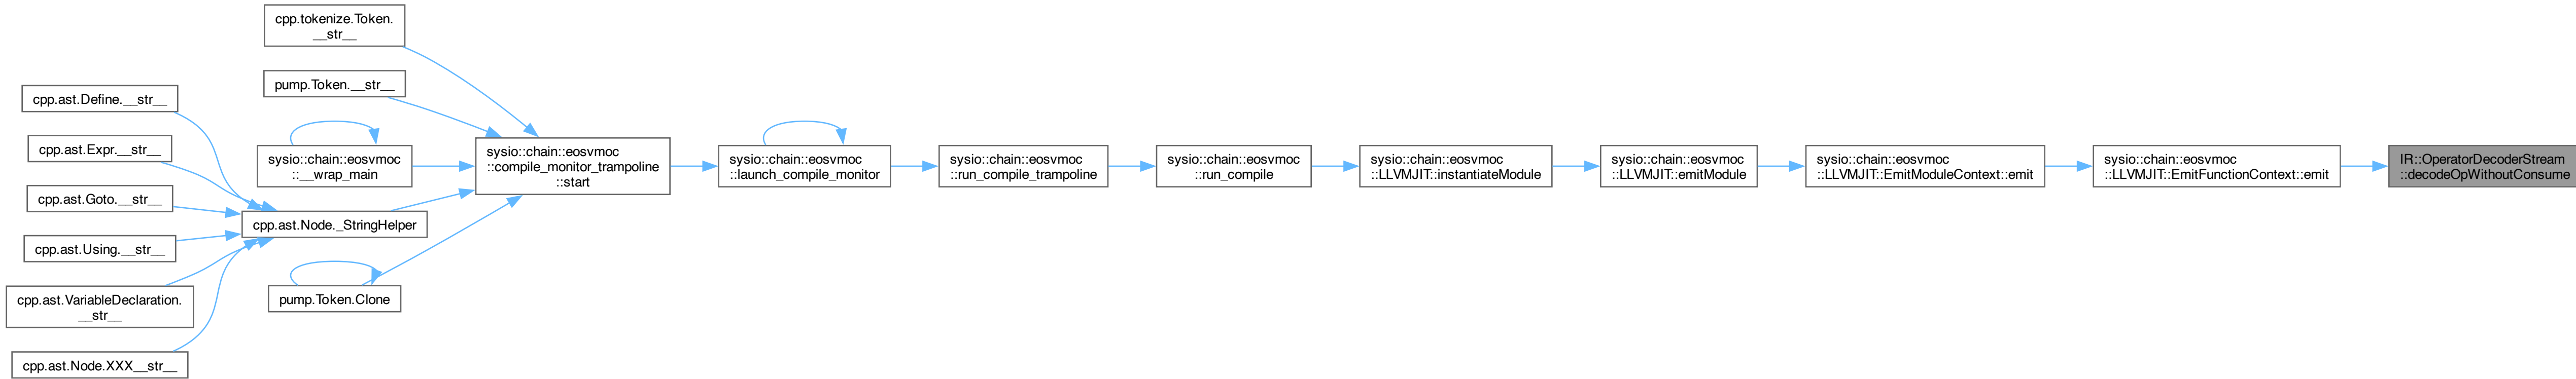 cpp.tokenize.Token.
__str__
pump.Token.__str__
cpp.ast.Define.__str__
cpp.ast.Expr.__str__
cpp.ast.Goto.__str__
cpp.ast.Using.__str__
cpp.ast.VariableDeclaration.
__str__
cpp.ast.Node.XXX__str__
sysio::chain::eosvmoc
::__wrap_main
cpp.ast.Node._StringHelper
pump.Token.Clone
sysio::chain::eosvmoc
::compile_monitor_trampoline
::start
sysio::chain::eosvmoc
::launch_compile_monitor
sysio::chain::eosvmoc
::run_compile_trampoline
sysio::chain::eosvmoc
::run_compile
sysio::chain::eosvmoc
::LLVMJIT::instantiateModule
sysio::chain::eosvmoc
::LLVMJIT::emitModule
sysio::chain::eosvmoc
::LLVMJIT::EmitModuleContext::emit
sysio::chain::eosvmoc
::LLVMJIT::EmitFunctionContext::emit
IR::OperatorDecoderStream
::decodeOpWithoutConsume